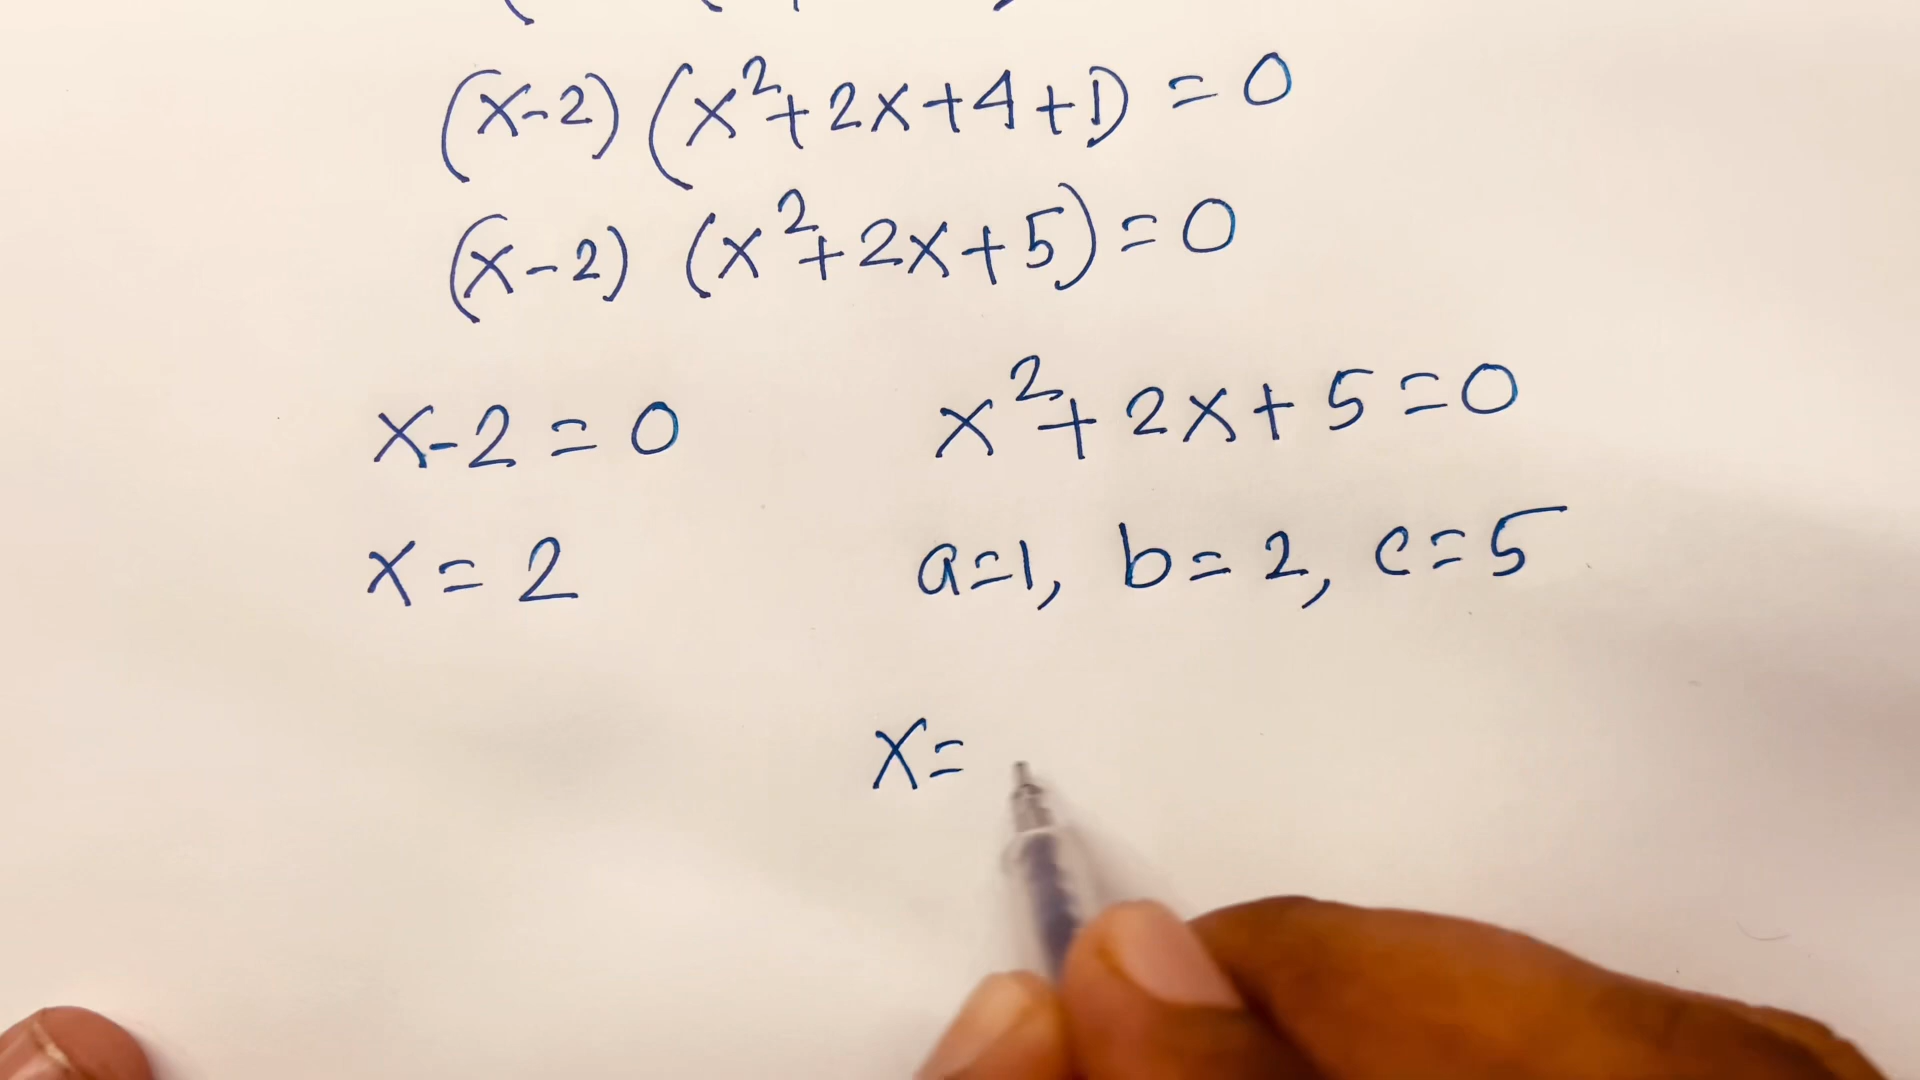 (x-2) (x²+2x+4+1) = 0
(x-2) (x²+2x+5) = 0
x-2 = 0
x²+2x+5=0
x = 2
a=1, b=2, c=5
x=